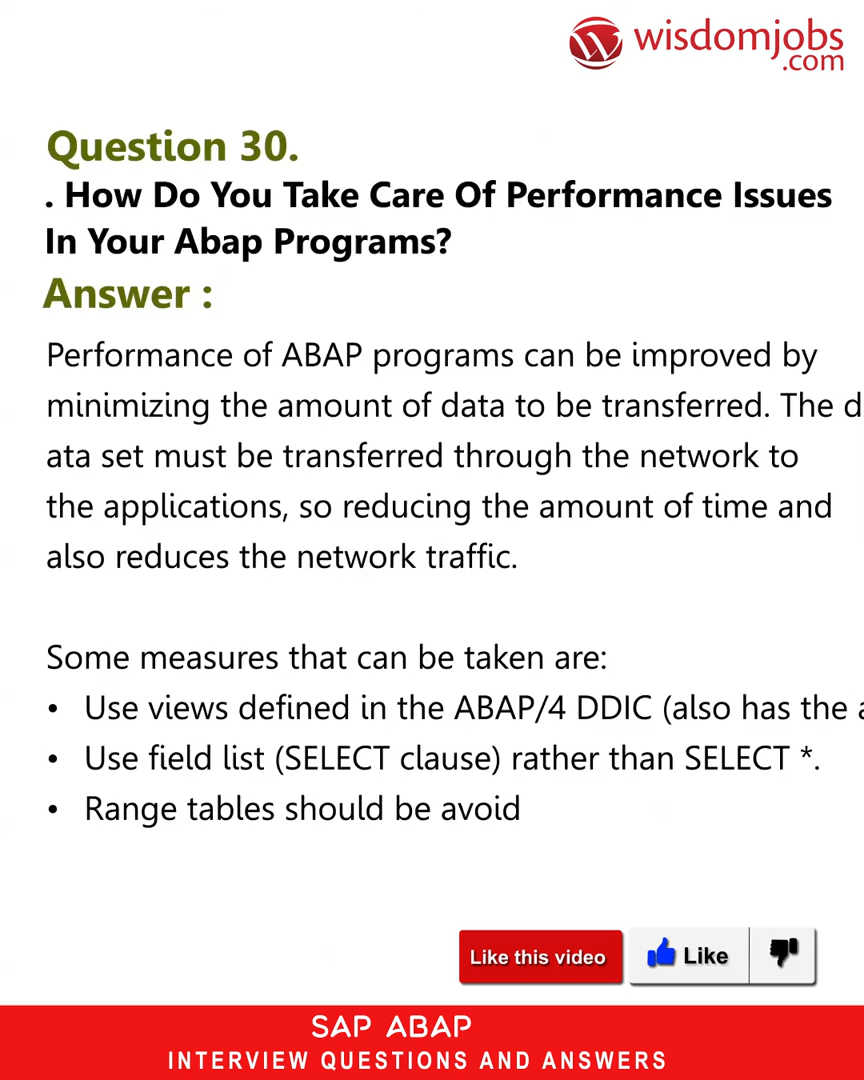 wisdomjobs
.com
Question 30.
. How Do You Take Care Of Performance Issues
In Your Abap Programs?
Answer :
Performance of ABAP programs can be improved by
minimizing the amount of data to be transferred. The d
ata set must be transferred through the network to
the applications, so reducing the amount of time and
also reduces the network traffic.
Some measures that can be taken are:
• Use views defined in the ABAP/4 DDIC (also has the a
• Use field list (SELECT clause) rather than SELECT *.
• Range tables should be avoid
Like this video Like
SAP ABAP
INTERVIEW QUESTIONS AND ANSWERS